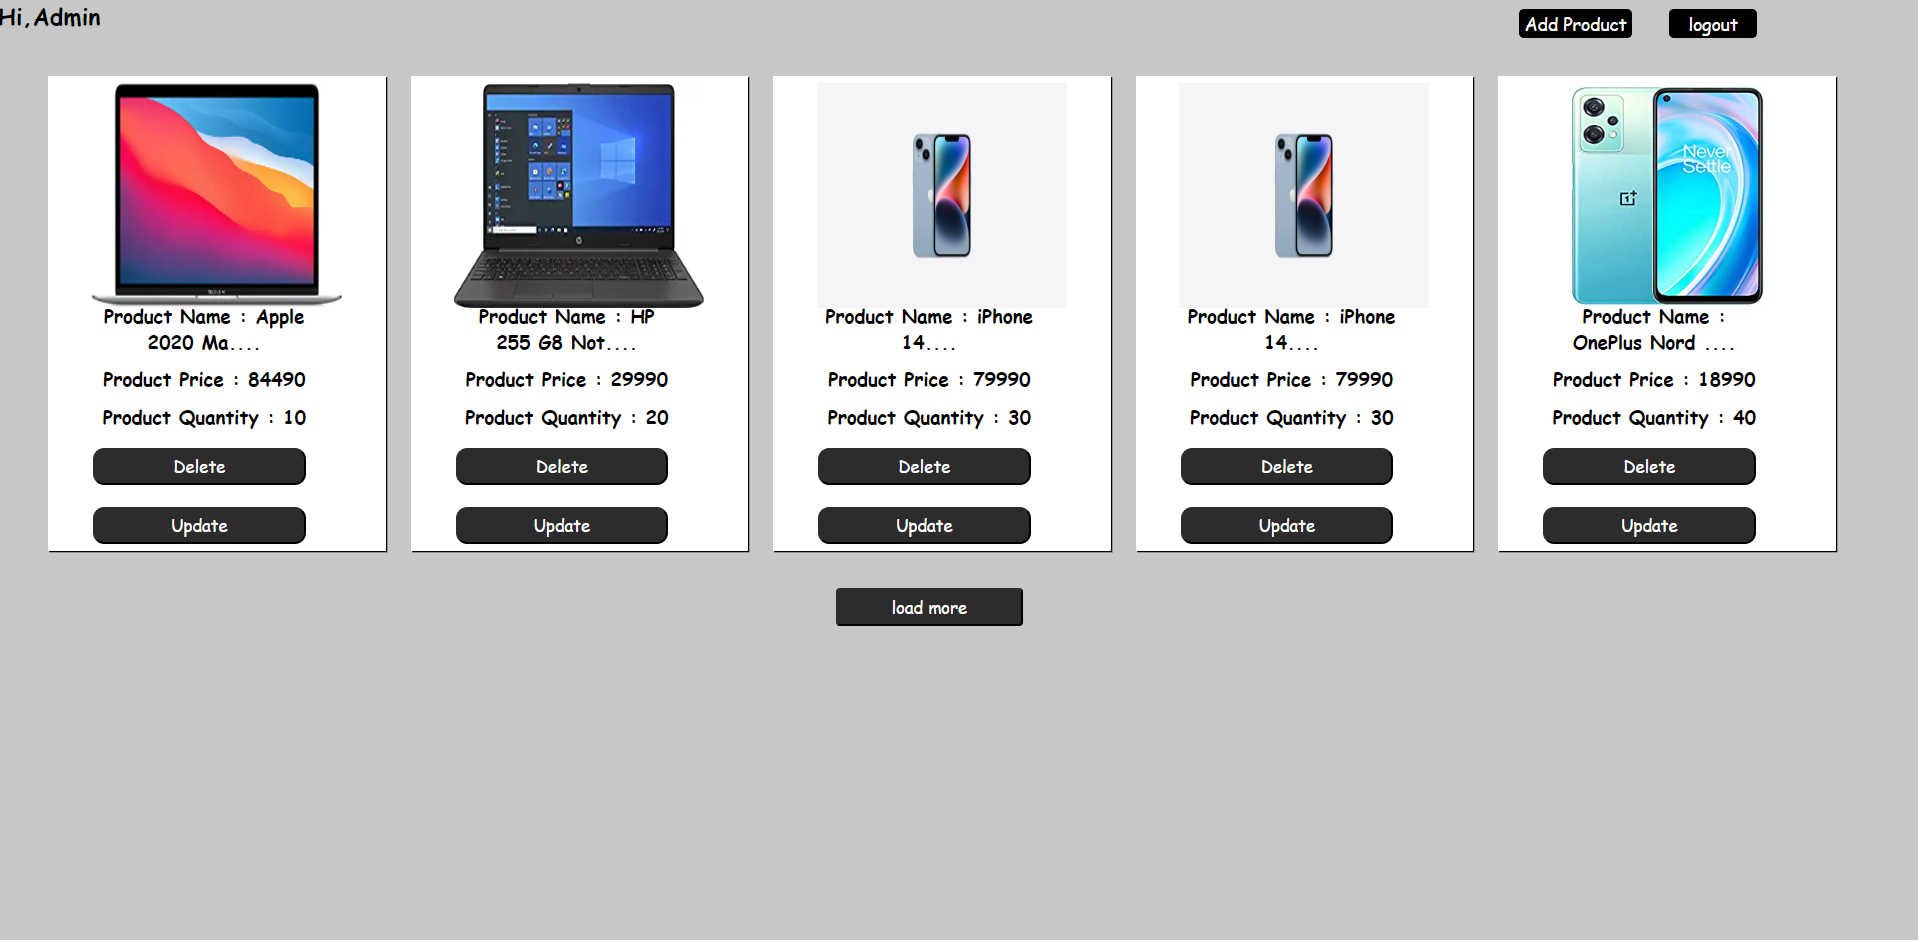 Hi,Admin
Add Product
logout
Never
Settle
Product Name : Apple
2020 Ma....
Product Price : 84490
Product Quantity : 10
Delete
Update
Product Name : HP
255 G8 Not....
Product Price : 29990
Product Quantity : 20
Delete
Update
Product Name : iPhone
14....
Product Price : 79990
Product Quantity : 30
Delete
Update
Product Name : iPhone
14....
Product Price : 79990
Product Quantity : 30
Delete
Update
Product Name :
OnePlus Nord ....
Product Price : 18990
Product Quantity : 40
Delete
Update
load more